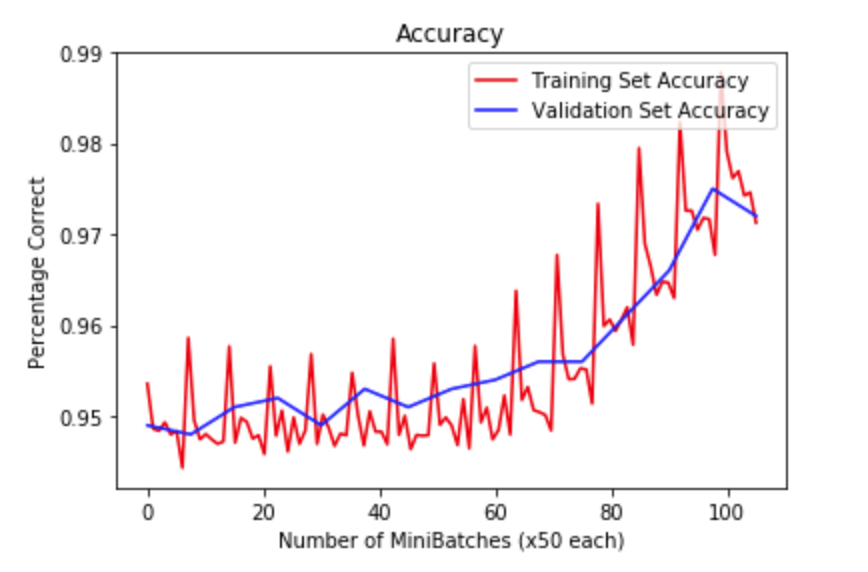 Accuracy
0.99
Training Set Accuracy
Validation Set Accuracy
0.98
0.97
0.96
0.95
Percentage Correct
0
20
40
60
80
100
Number of MiniBatches (x50 each)